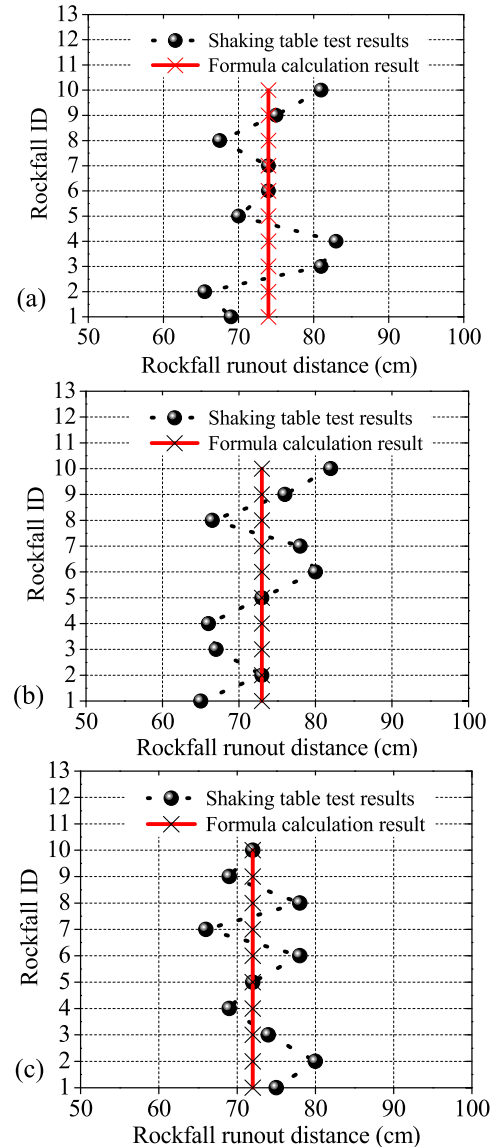 13
12
11
10
9
8
7
6
5
4
3
2
1
Rockfall ID
Shaking table test results
Formula calculation result
(a)
50 60 70 80 90 100
Rockfall runout distance (cm)
13
12
11
10
9
8
7
6
5
4
3
2
1
Rockfall ID
Shaking table test results
Formula calculation result
(b)
50 60 70 80 90 100
Rockfall runout distance (cm)
13
12
11
10
9
8
7
6
5
4
3
2
1
Rockfall ID
Shaking table test results
Formula calculation result
(c)
50 60 70 80 90 100
Rockfall runout distance (cm)